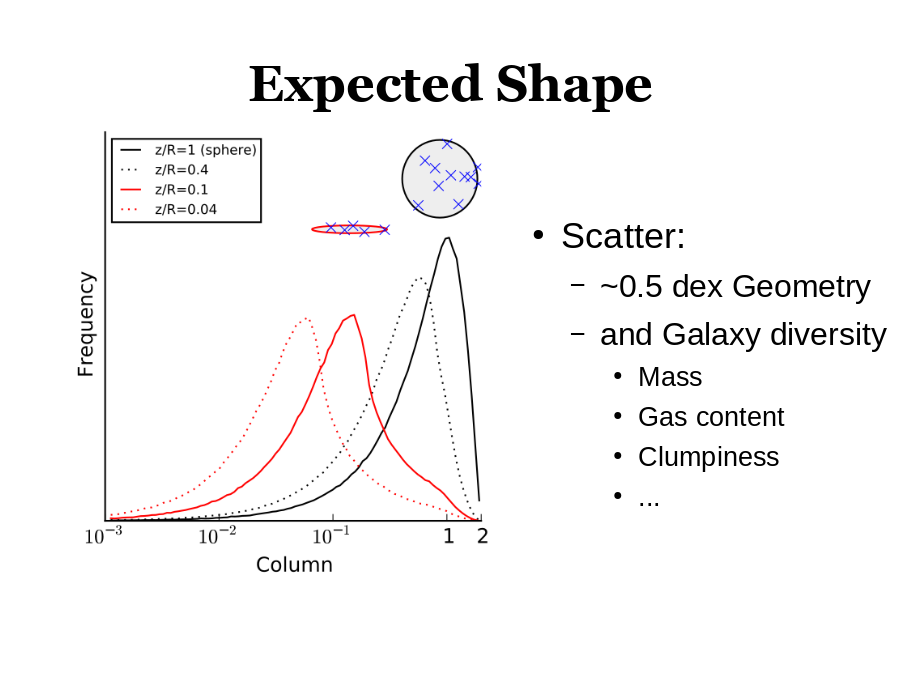 Expected Shape
z/R=1 (sphere)
z/R=0.4
z/R=0.1
z/R=0.04
Frequency
10⁻³ 10⁻² 10⁻¹ 1 2
Column
• Scatter:
– ~0.5 dex Geometry
– and Galaxy diversity
• Mass
• Gas content
• Clumpiness
• ...